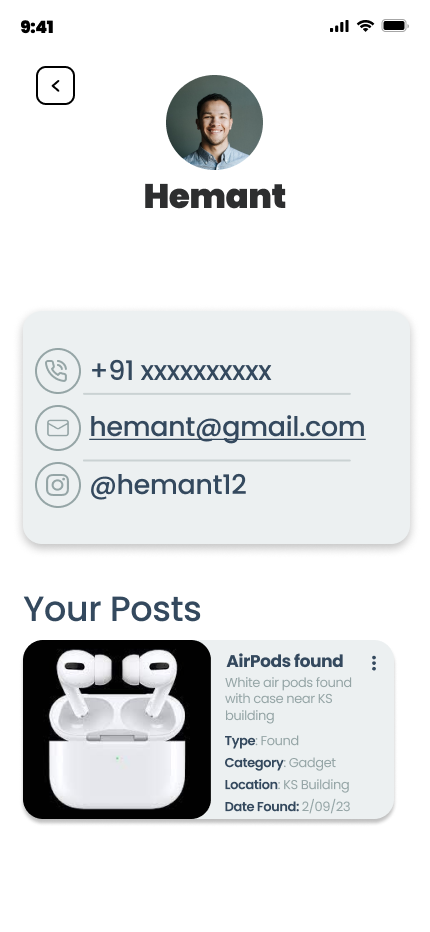 9:41
Hemant
+91 xxxxxxxxxx
hemant@gmail.com
@hemant12
Your Posts
AirPods found
White air pods found
with case near KS
building
Type: Found
Category: Gadget
Location: KS Building
Date Found: 2/09/23